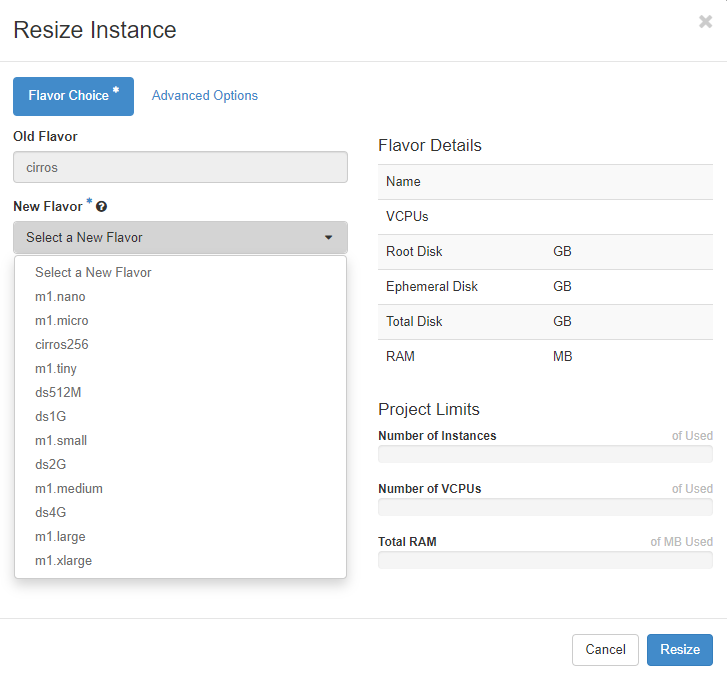 Resize Instance
×
Flavor Choice *
Advanced Options
Old Flavor
cirros
New Flavor * ?
Select a New Flavor
Select a New Flavor
m1.nano
m1.micro
cirros256
m1.tiny
ds512M
ds1G
m1.small
ds2G
m1.medium
ds4G
m1.large
m1.xlarge
Flavor Details
Name
VCPUs
Root Disk GB
Ephemeral Disk GB
Total Disk GB
RAM MB
Project Limits
Number of Instances of Used
Number of VCPUs of Used
Total RAM of MB Used
Cancel
Resize